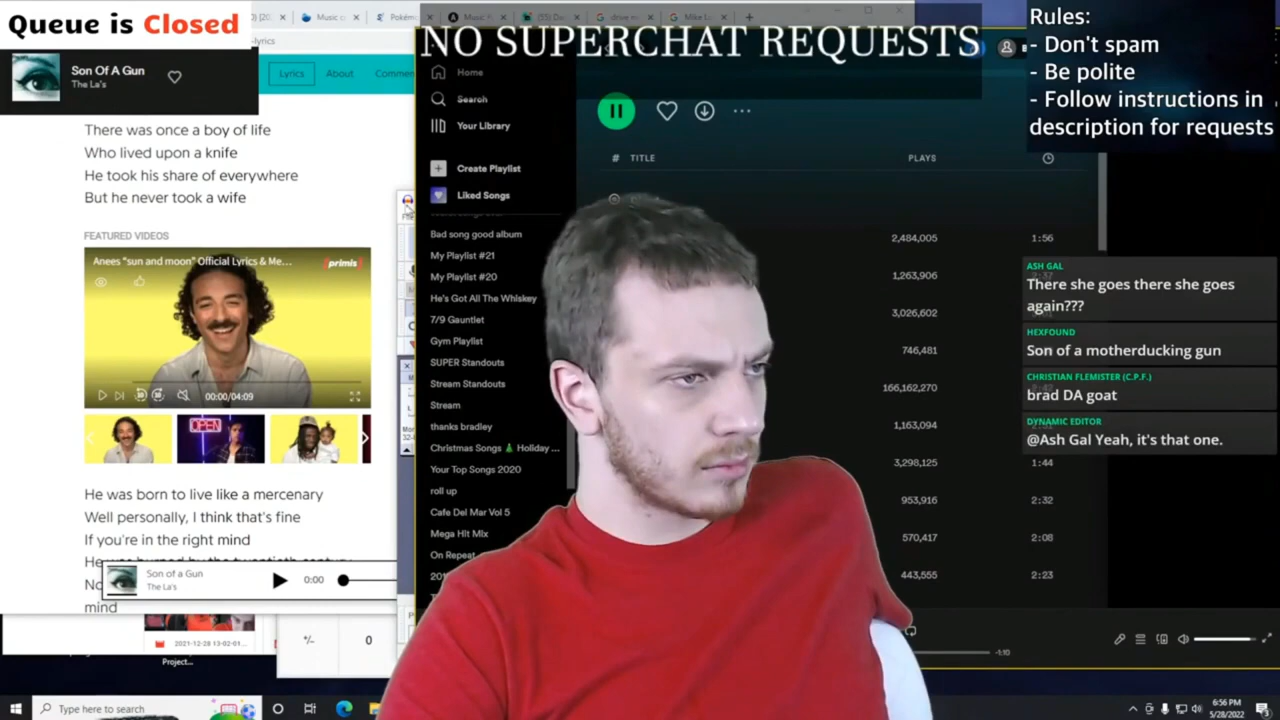 Queue is Closed
Son Of A Gun
The La's
-lyrics
Lyrics
About
There was once a boy of life
Who lived upon a knife
He took his share of everywhere
But he never took a wife
FEATURED VIDEOS
Anees “sun and moon” Official Lyrics & Me...
primis
00:00/04:09
OPEN
He was born to live like a mercenary
Well personally, I think that's fine
If you're in the right mind
Son of a Gun
The La's
0:00
mind
2021-12-28 13-02-01...
Project...
+/-
0
NO SUPERCHAT REQUESTS
Home
Search
Your Library
Create Playlist
Liked Songs
Bad song good album
My Playlist #21
My Playlist #20
He's Got All The Whiskey
7/9 Gauntlet
Gym Playlist
SUPER Standouts
Stream Standouts
Stream
thanks bradley
Christmas Songs 🎄 Holiday ...
Your Top Songs 2020
roll up
Cafe Del Mar Vol 5
Mega Hit Mix
On Repeat
# TITLE
PLAYS
2,484,005 1:56
1,263,906
3,026,602
746,481
166,162,270
1,163,094
3,298,125 1:44
953,916 2:32
570,417 2:08
443,555 2:23
-1:10
Rules:
- Don't spam
- Be polite
- Follow instructions in
description for requests
ASH GAL
There she goes there she goes
again???
HEXFOUND
Son of a motherducking gun
CHRISTIAN FLEMISTER (C.P.F.)
brad DA goat
DYNAMIC EDITOR
@Ash Gal Yeah, it's that one.
Type here to search
6:56 PM
5/28/2022